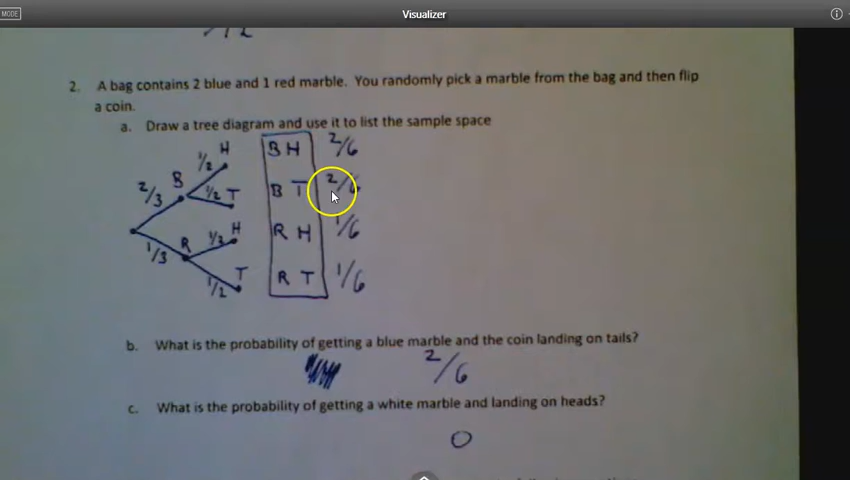 MODE
Visualizer
2. A bag contains 2 blue and 1 red marble. You randomly pick a marble from the bag and then flip
a coin.
a. Draw a tree diagram and use it to list the sample space
2/3 B 1/2 H B H 2/6
1/2 T B T 2/6
1/3 R 1/2 H R H 1/6
1/2 T R T 1/6
b. What is the probability of getting a blue marble and the coin landing on tails?
2/6
c. What is the probability of getting a white marble and landing on heads?
0